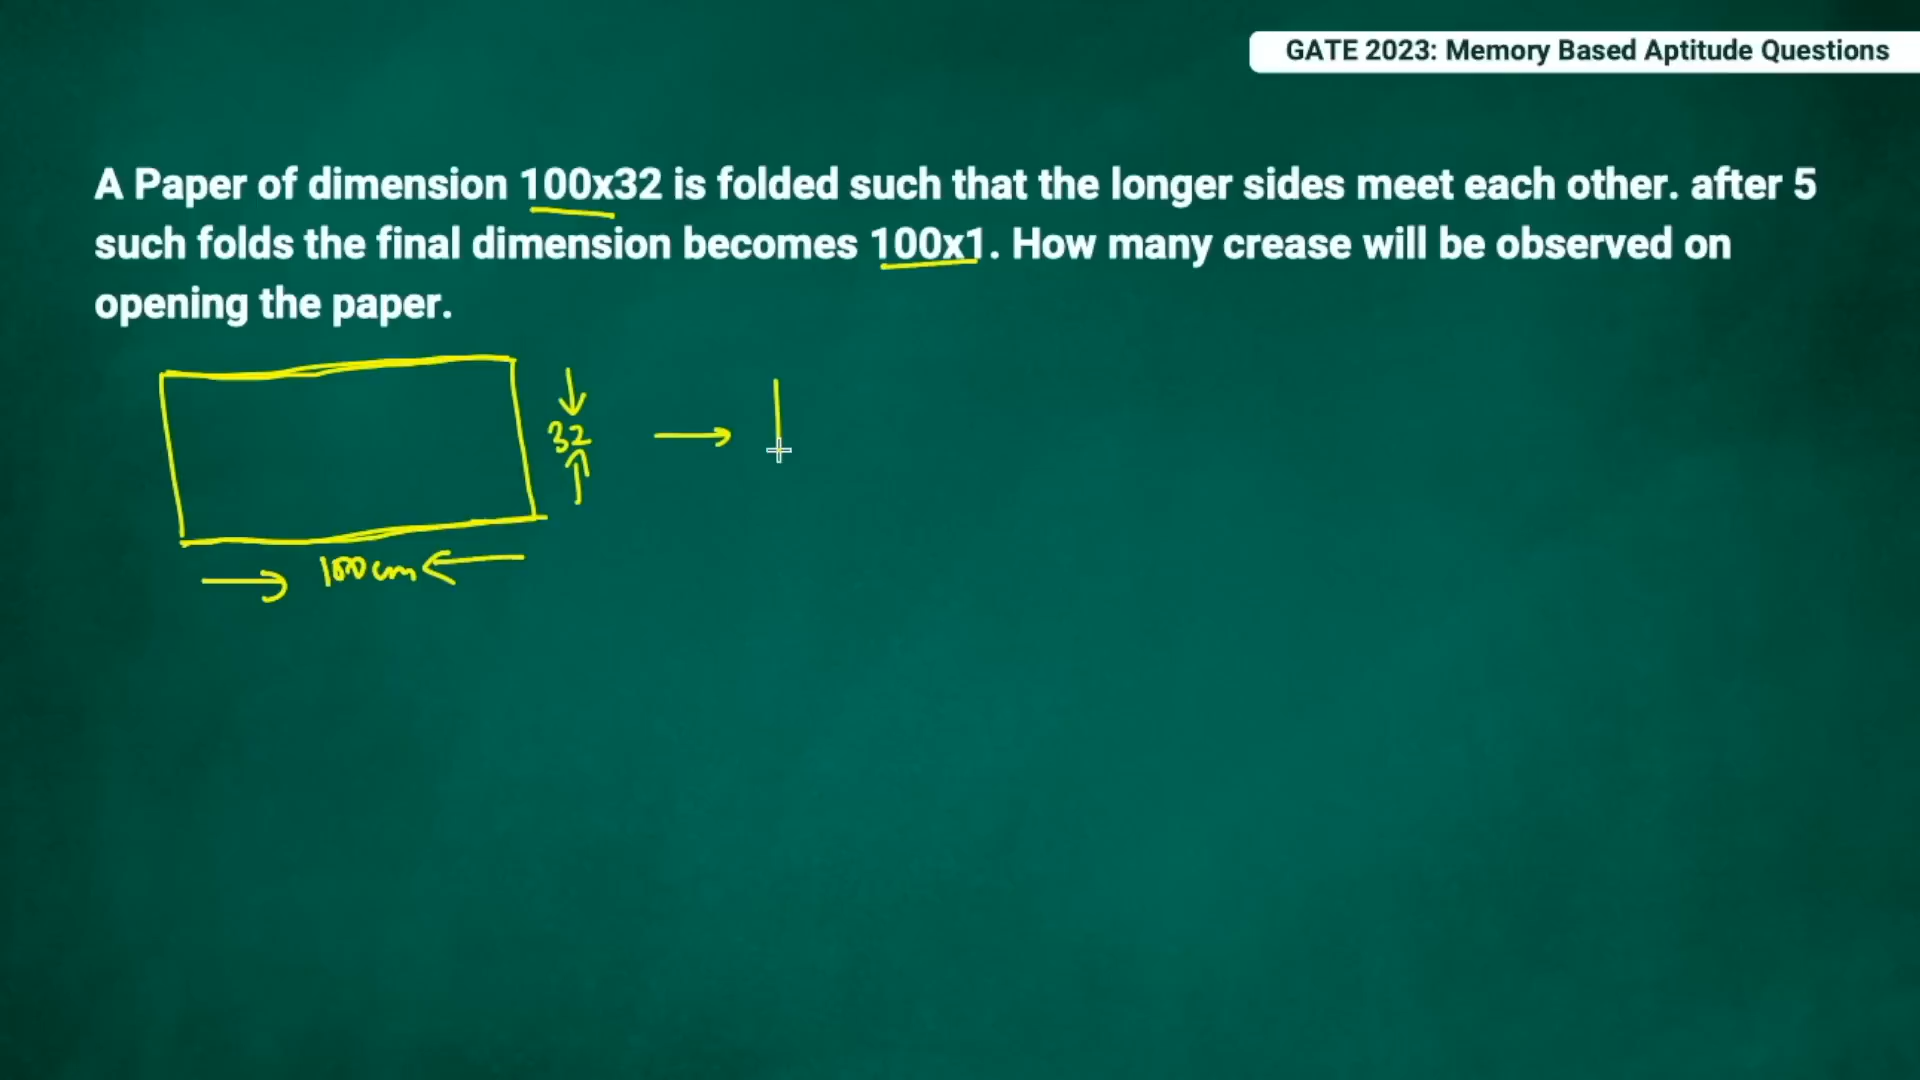 GATE 2023: Memory Based Aptitude Questions
A Paper of dimension 100x32 is folded such that the longer sides meet each other. after 5
such folds the final dimension becomes 100x1. How many crease will be observed on
opening the paper.
32
100cm